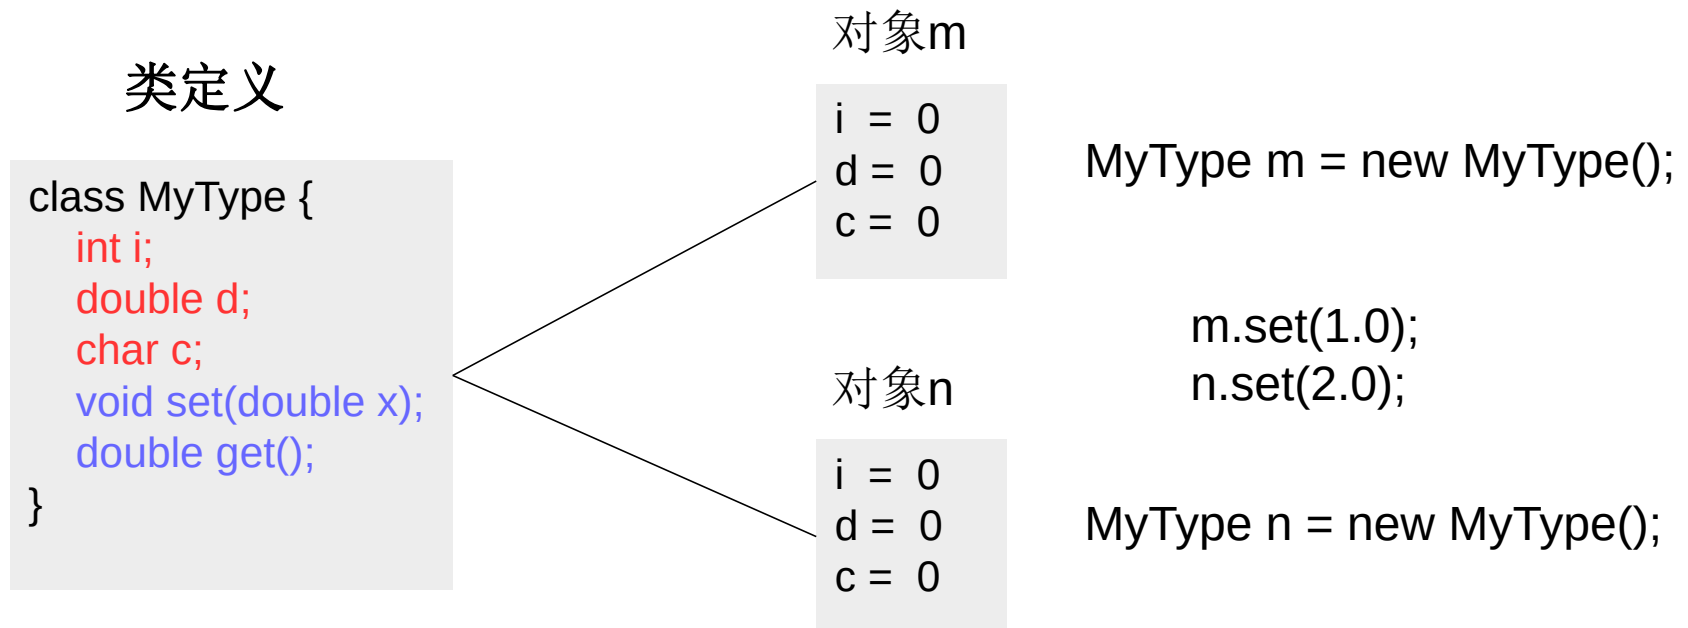 类定义
class MyType {
int i;
double d;
char c;
void set(double x);
double get();
}
对象m
i = 0
d = 0
c = 0
MyType m = new MyType();
m.set(1.0);
n.set(2.0);
对象n
i = 0
d = 0
c = 0
MyType n = new MyType();